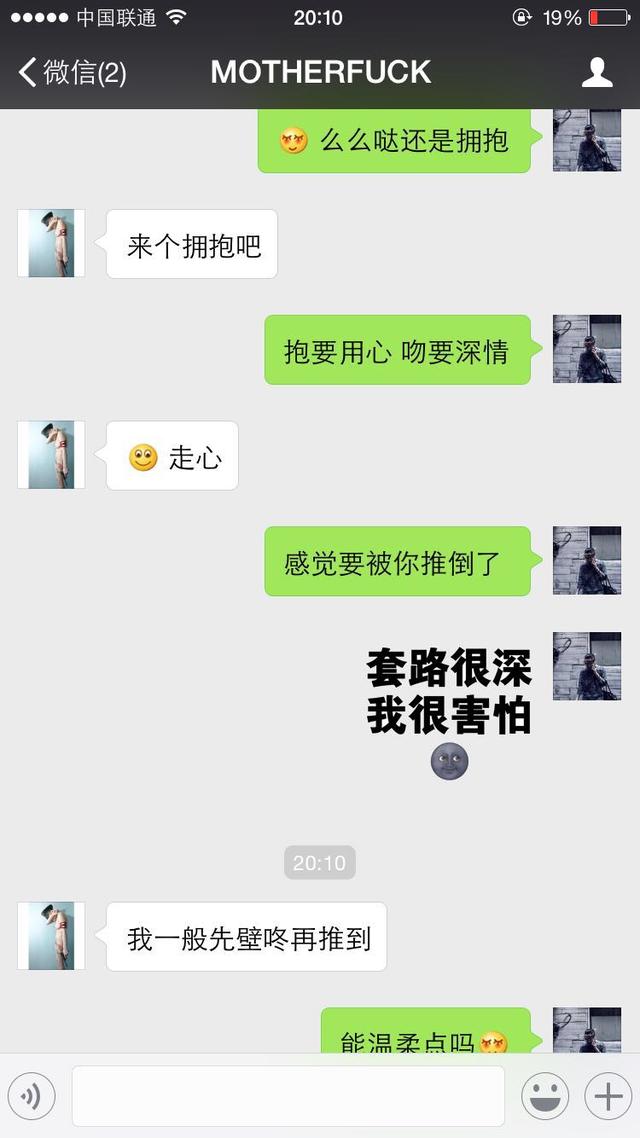 中国联通
20:10
19%
微信(2)
MOTHERFUCK
么么哒还是拥抱
来个拥抱吧
抱要用心 吻要深情
走心
感觉要被你推倒了
套路很深
我很害怕
20:10
我一般先壁咚再推到
能温柔点吗